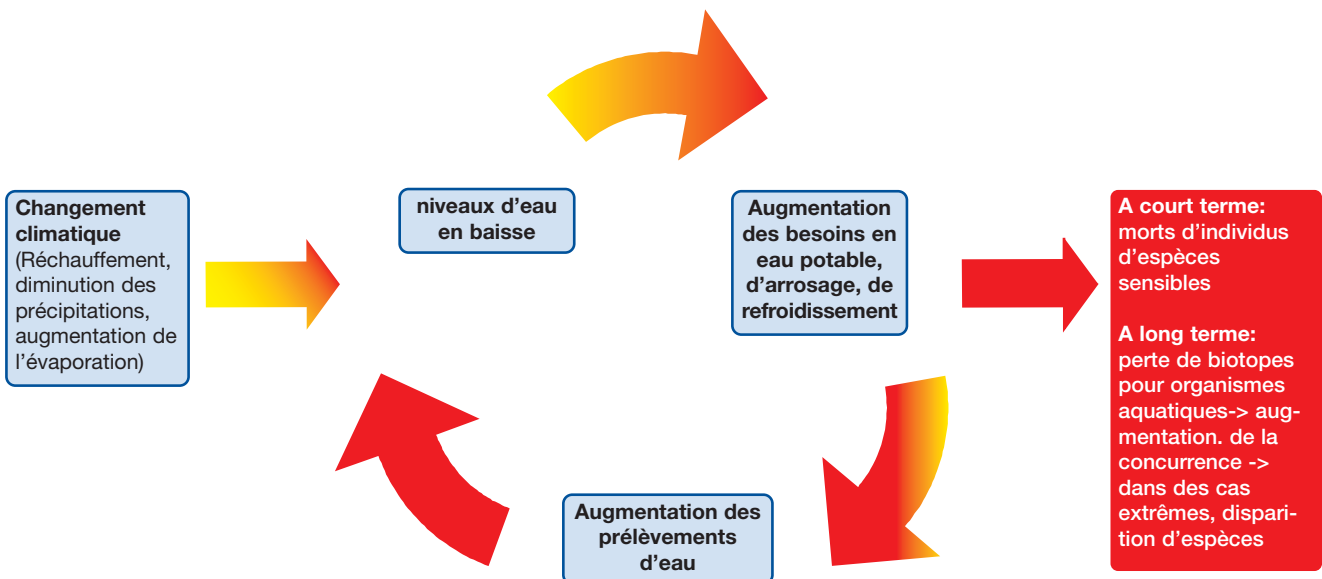 Changement
climatique
(Réchauffement,
diminution des
précipitations,
augmentation de
l'évaporation)
niveaux d'eau
en baisse
Augmentation
des besoins en
eau potable,
d'arrosage, de
refroidissement
A court terme:
morts d'individus
d'espèces
sensibles
A long terme:
perte de biotopes
pour organismes
aquatiques-> aug-
mentation. de la
concurrence ->
dans des cas
extrêmes, dispari-
tion d'espèces
Augmentation des
prélèvements
d'eau